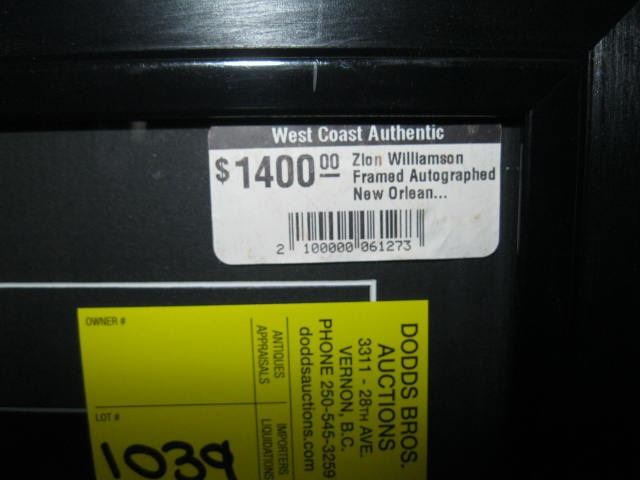 West Coast Authentic
$1400.00
Zion Williamson
Framed Autographed
New Orlean...
2 100000 061273
DODDS BROS.
AUCTIONS
3311 - 28TH AVE.
VERNON, B.C.
PHONE 250-545-3259
doddsauctions.com
ANTIQUES
APPRAISALS
IMPORTERS
LIQUIDATIONS
OWNER #
LOT #
1039